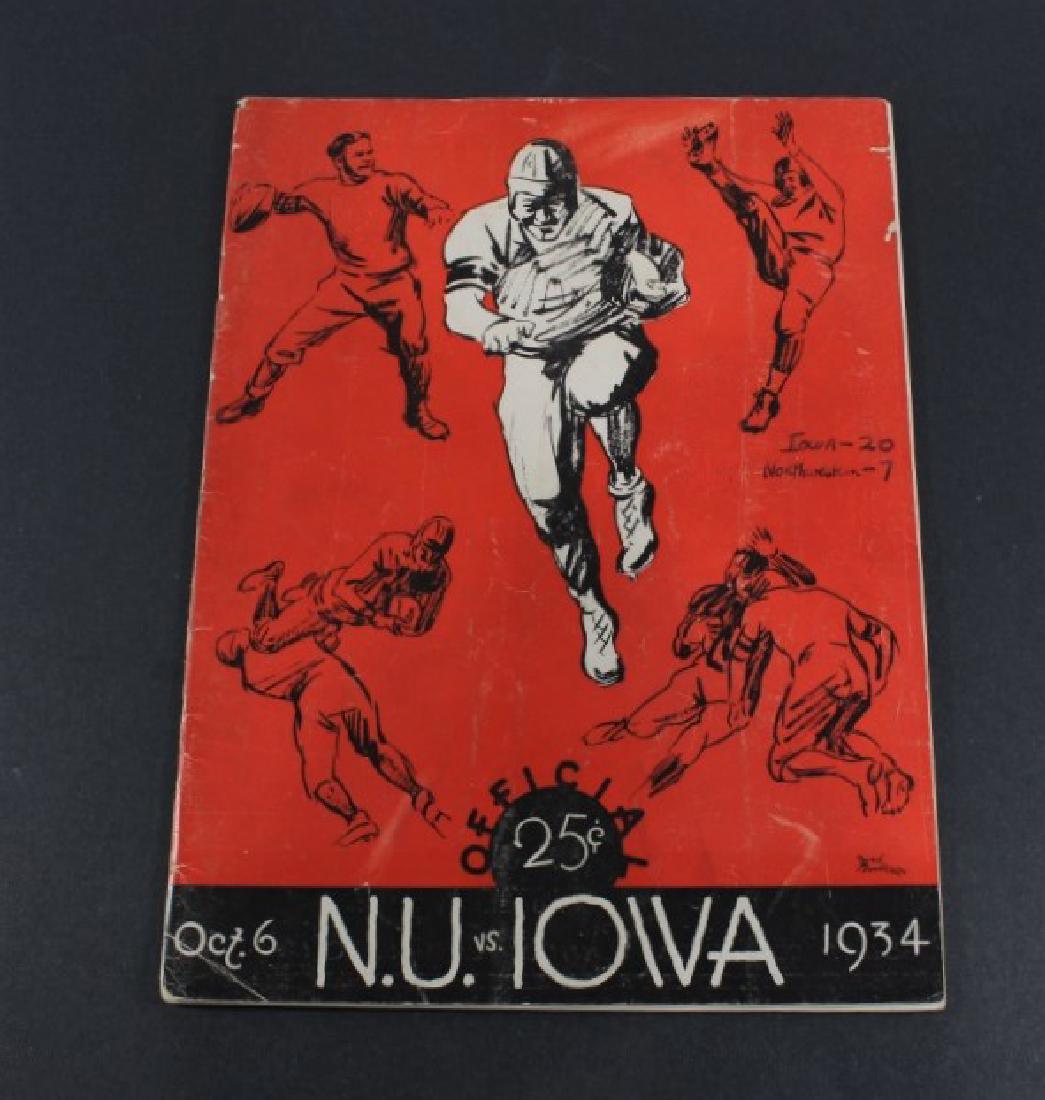 IOWA-20
Northwestern-7
OFFICIAL
25¢
Oct. 6
N.U. vs. IOWA
1934